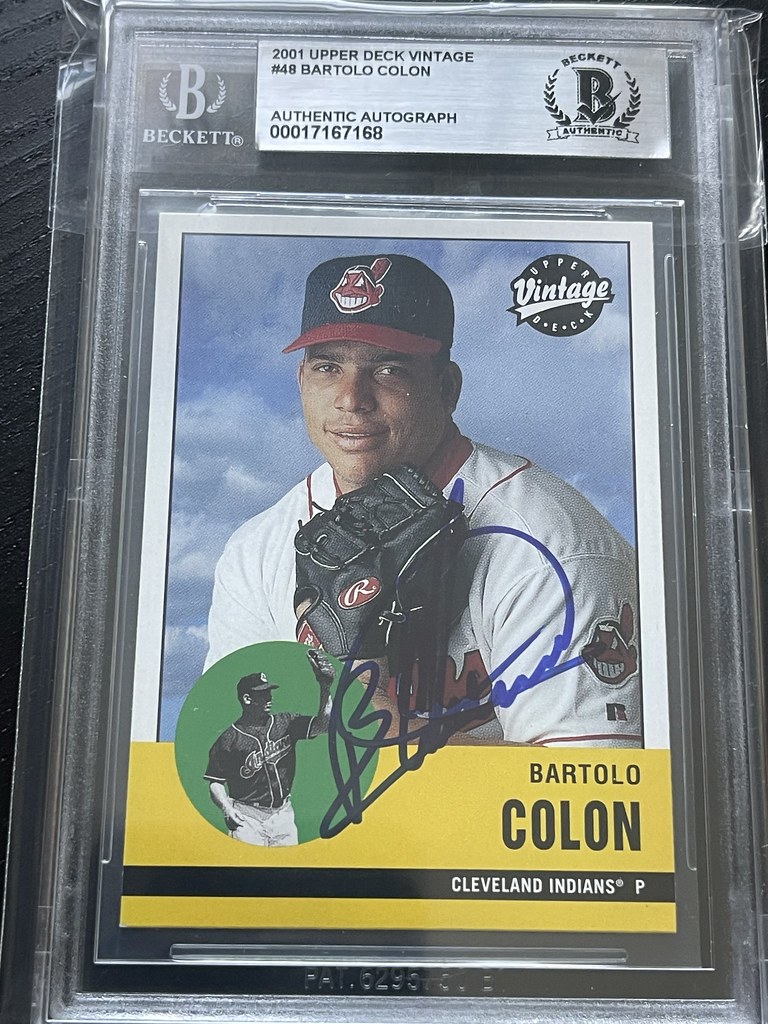 2001 UPPER DECK VINTAGE
#48 BARTOLO COLON
AUTHENTIC AUTOGRAPH
00017167168
B
BECKETT®
BECKETT
B
AUTHENTIC
UPPER
Vintage
DECK
R
Indians
R
BARTOLO
COLON
CLEVELAND INDIANS® P